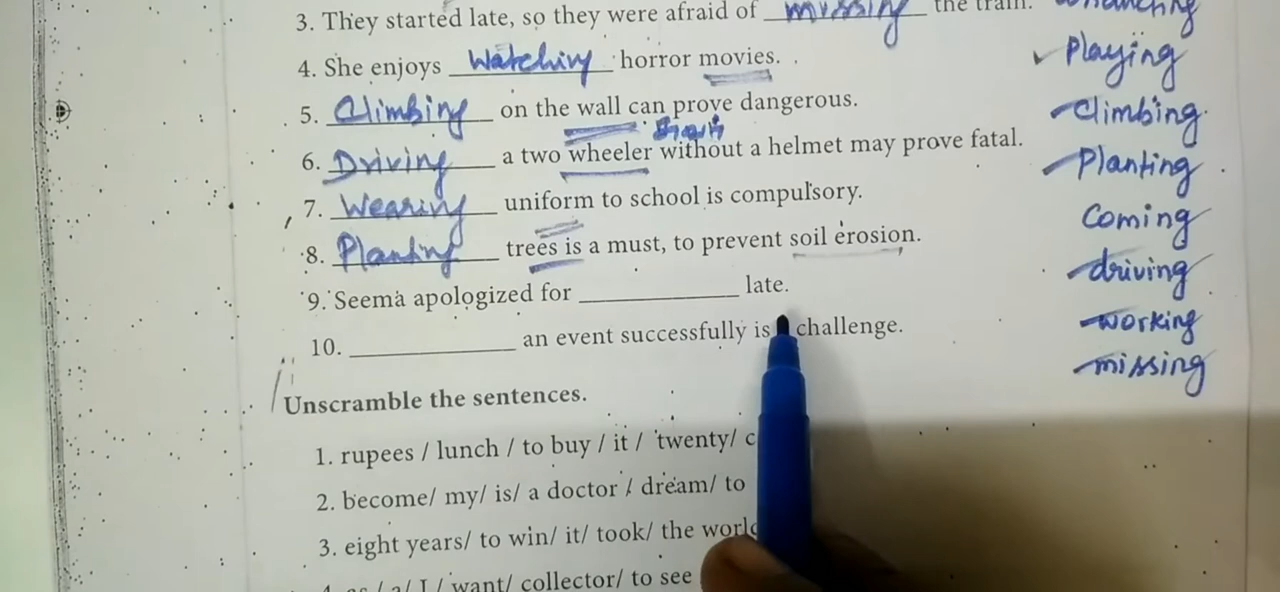 3. They started late, so they were afraid of missing the train.
4. She enjoys Watching horror movies.
5. Climbing on the wall can prove dangerous.
6. Driving a two wheeler without a helmet may prove fatal.
7. Wearing uniform to school is compulsory.
8. Planting trees is a must, to prevent soil erosion.
9. Seema apologized for ____________ late.
10. ____________ an event successfully is challenge.
Unscramble the sentences.
1. rupees / lunch / to buy / it / twenty/
2. become/ my/ is/ a doctor / dream/ to
3. eight years/ to win/ it/ took/ the world
/ a/ I / want/ collector/ to see
Playing
Climbing
Planting
Coming
driving
working
missing